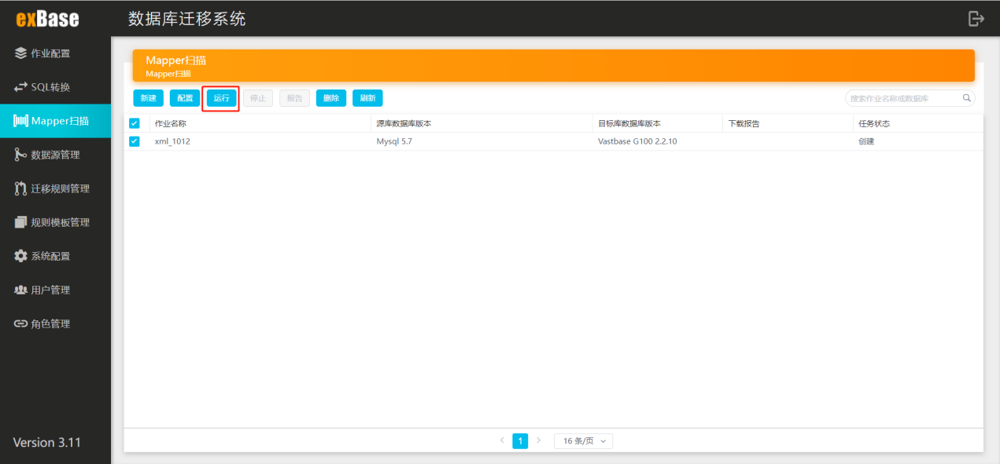 exBase
数据库迁移系统
作业配置
SQL转换
Mapper扫描
数据源管理
迁移规则管理
规则模板管理
系统配置
用户管理
角色管理
Version 3.11
Mapper扫描
Mapper扫描
新建 配置 运行 停止 报告 删除 刷新 搜索作业名称或数据库
作业名称 源库数据库版本 目标库数据库版本 下载报告 任务状态
xml_1012 Mysql 5.7 Vastbase G100 2.2.10 创建
1 16 条/页